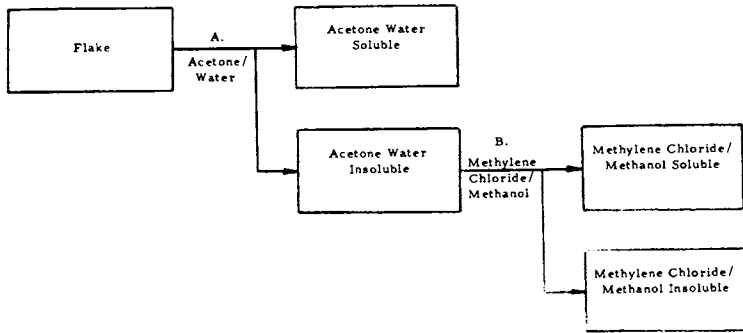 Flake
A.
Acetone/
Water
Acetone Water
Soluble
Acetone Water
Insoluble
B.
Methylene
Chloride/
Methanol
Methylene Chloride/
Methanol Soluble
Methylene Chloride/
Methanol Insoluble